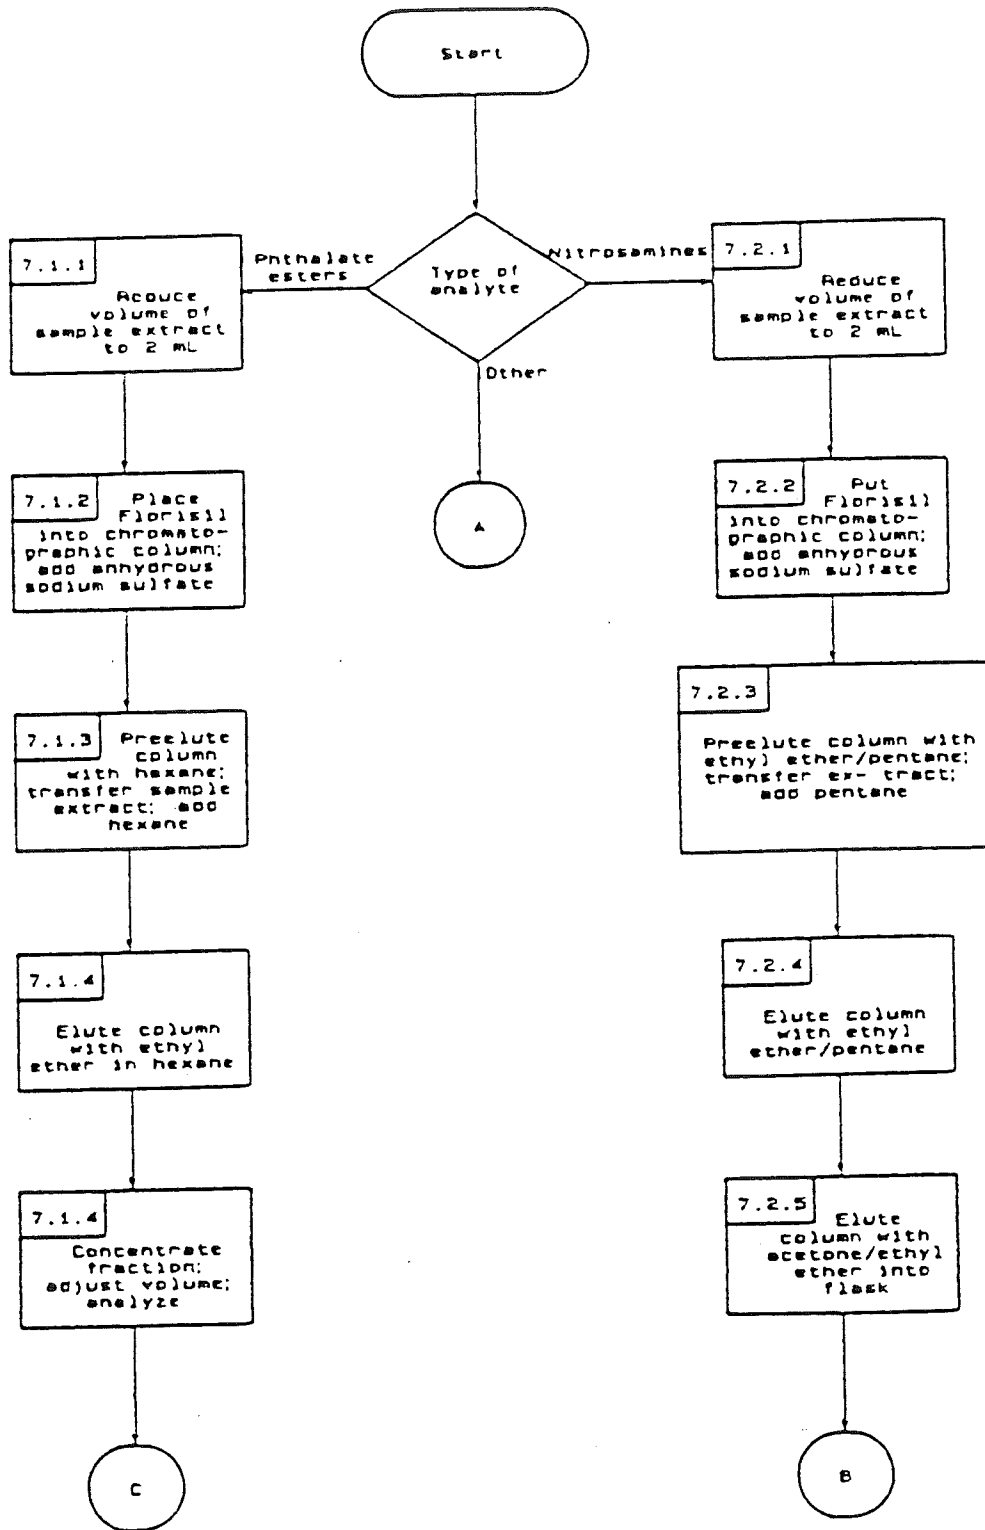 Start
Type of
analyte
Phthalate
esters
Nitrosamines
Other
A
7.1.1
Reduce
volume of
sample extract
to 2 mL
7.1.2
Place
Florisil
into chromato-
graphic column;
add anhydrous
sodium sulfate
7.1.3
Preelute
column
with hexane;
transfer sample
extract; add
hexane
7.1.4
Elute column
with ethyl
ether in hexane
7.1.4
Concentrate
fraction;
adjust volume;
analyze
C
7.2.1
Reduce
volume of
sample extract
to 2 mL
7.2.2
Put
Florisil
into chromato-
graphic column;
add anhydrous
sodium sulfate
7.2.3
Preelute column with
ethyl ether/pentane;
transfer ex- tract;
add pentane
7.2.4
Elute column
with ethyl
ether/pentane
7.2.5
Elute
column with
acetone/ethyl
ether into
flask
B